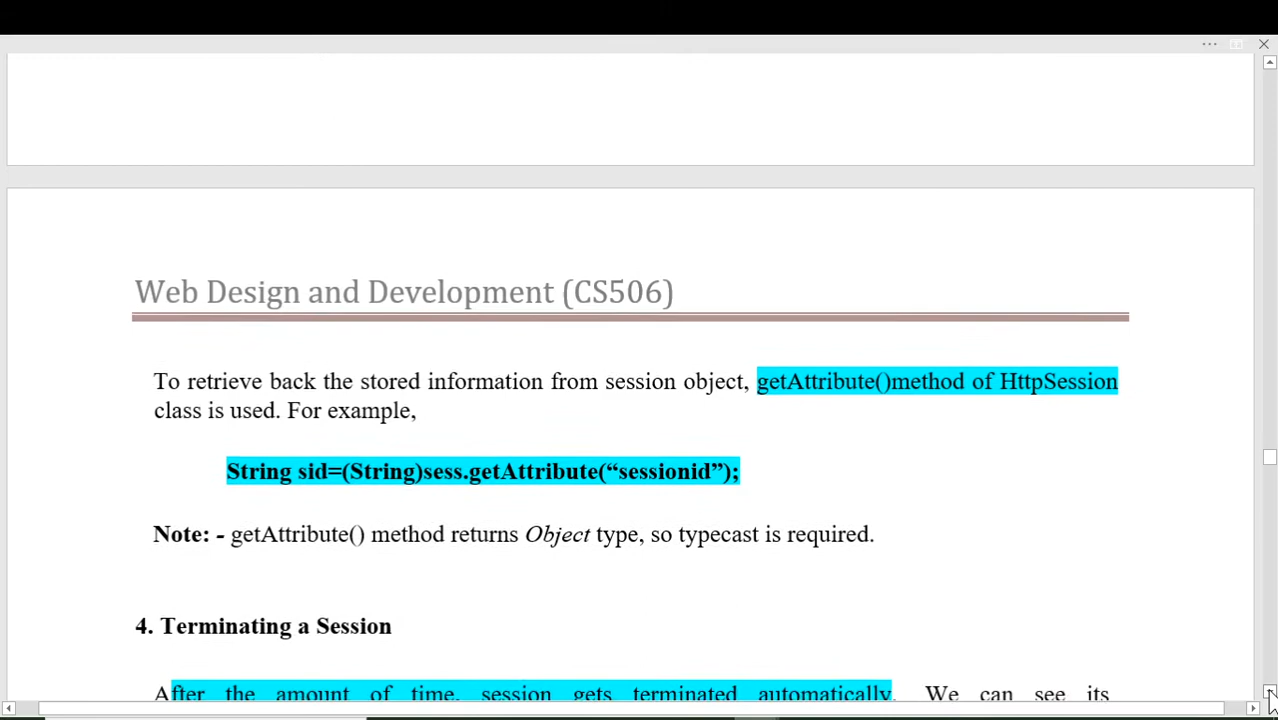 Web Design and Development (CS506)
To retrieve back the stored information from session object, getAttribute()method of HttpSession
class is used. For example,
String sid=(String)sess.getAttribute(“sessionid”);
Note: - getAttribute() method returns Object type, so typecast is required.
4. Terminating a Session
After the amount of time, session gets terminated automatically. We can see its